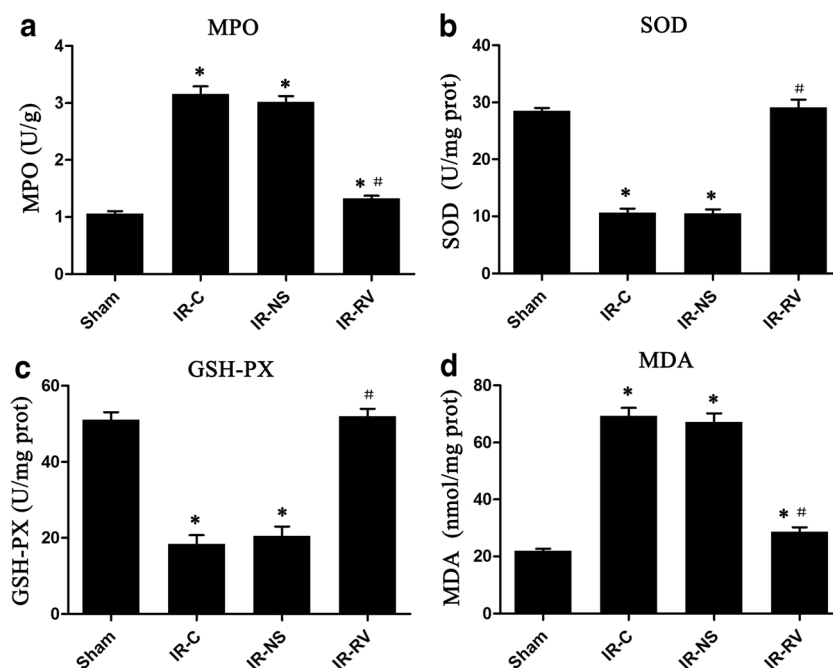 a
MPO
MPO (U/g)
4
3
2
1
0
*
*
* #
Sham
IR-C
IR-NS
IR-RV
b
SOD
SOD (U/mg prot)
40
30
20
10
0
*
*
#
Sham
IR-C
IR-NS
IR-RV
c
GSH-PX
GSH-PX (U/mg prot)
60
40
20
0
*
*
#
Sham
IR-C
IR-NS
IR-RV
d
MDA
MDA (nmol/mg prot)
80
60
40
20
0
*
*
* #
Sham
IR-C
IR-NS
IR-RV